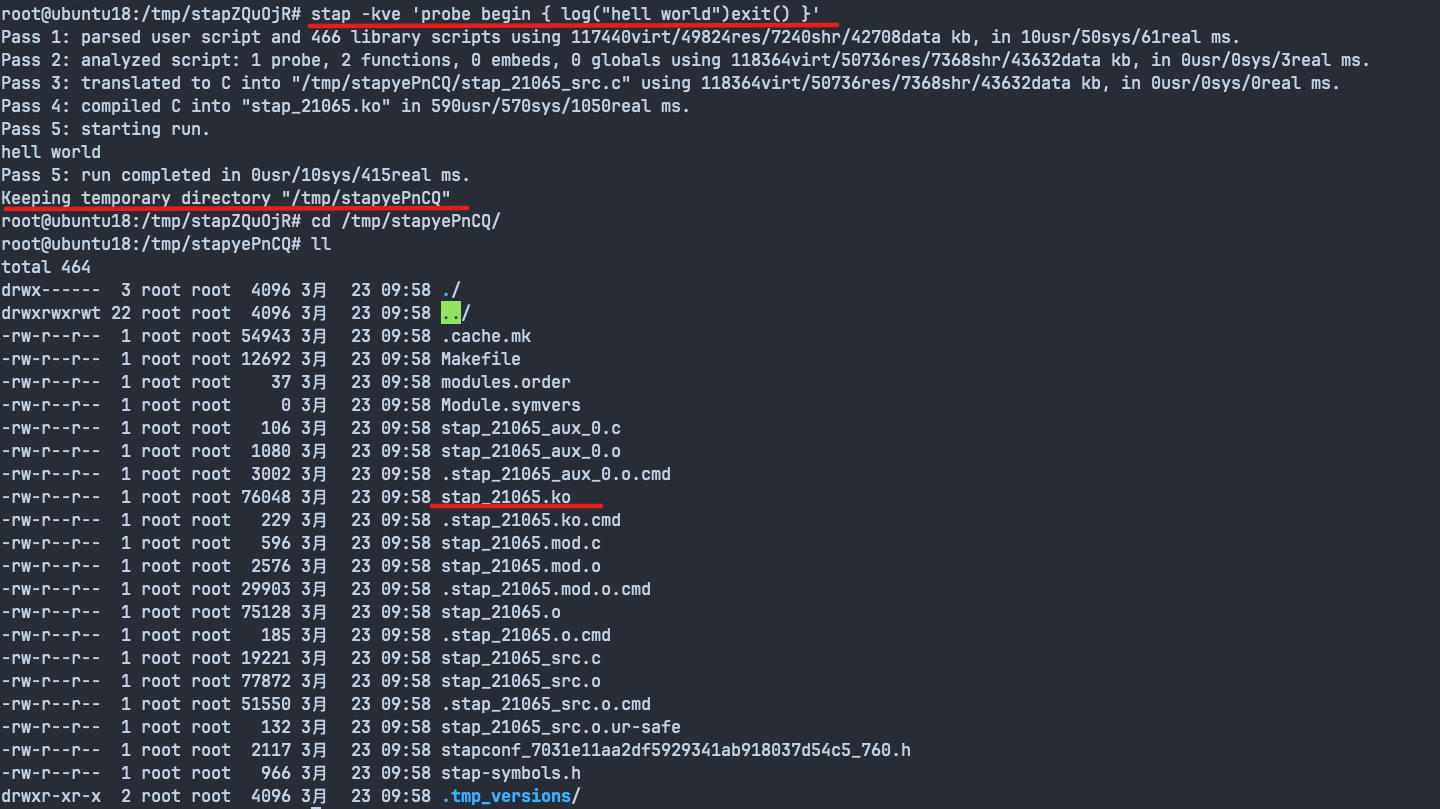 root@ubuntu18:/tmp/stapZQuOjR# stap -kve 'probe begin { log("hell world")exit() }'
Pass 1: parsed user script and 466 library scripts using 117440virt/49824res/7240shr/42708data kb, in 10usr/50sys/61real ms.
Pass 2: analyzed script: 1 probe, 2 functions, 0 embeds, 0 globals using 118364virt/50736res/7368shr/43632data kb, in 0usr/0sys/3real ms.
Pass 3: translated to C into "/tmp/stapyePnCQ/stap_21065_src.c" using 118364virt/50736res/7368shr/43632data kb, in 0usr/0sys/0real ms.
Pass 4: compiled C into "stap_21065.ko" in 590usr/570sys/1050real ms.
Pass 5: starting run.
hell world
Pass 5: run completed in 0usr/10sys/415real ms.
Keeping temporary directory "/tmp/stapyePnCQ"
root@ubuntu18:/tmp/stapZQuOjR# cd /tmp/stapyePnCQ/
root@ubuntu18:/tmp/stapyePnCQ# ll
total 464
drwx------  3 root root  4096 3月  23 09:58 ./
drwxrwxrwt 22 root root  4096 3月  23 09:58 ../
-rw-r--r--  1 root root 54943 3月  23 09:58 .cache.mk
-rw-r--r--  1 root root 12692 3月  23 09:58 Makefile
-rw-r--r--  1 root root    37 3月  23 09:58 modules.order
-rw-r--r--  1 root root     0 3月  23 09:58 Module.symvers
-rw-r--r--  1 root root   106 3月  23 09:58 stap_21065_aux_0.c
-rw-r--r--  1 root root  1080 3月  23 09:58 stap_21065_aux_0.o
-rw-r--r--  1 root root  3002 3月  23 09:58 .stap_21065_aux_0.o.cmd
-rw-r--r--  1 root root 76048 3月  23 09:58 stap_21065.ko
-rw-r--r--  1 root root   229 3月  23 09:58 .stap_21065.ko.cmd
-rw-r--r--  1 root root   596 3月  23 09:58 stap_21065.mod.c
-rw-r--r--  1 root root  2576 3月  23 09:58 stap_21065.mod.o
-rw-r--r--  1 root root 29903 3月  23 09:58 .stap_21065.mod.o.cmd
-rw-r--r--  1 root root 75128 3月  23 09:58 stap_21065.o
-rw-r--r--  1 root root   185 3月  23 09:58 .stap_21065.o.cmd
-rw-r--r--  1 root root 19221 3月  23 09:58 stap_21065_src.c
-rw-r--r--  1 root root 77872 3月  23 09:58 stap_21065_src.o
-rw-r--r--  1 root root 51550 3月  23 09:58 .stap_21065_src.o.cmd
-rw-r--r--  1 root root   132 3月  23 09:58 stap_21065_src.o.ur-safe
-rw-r--r--  1 root root  2117 3月  23 09:58 stapconf_7031e11aa2df5929341ab918037d54c5_760.h
-rw-r--r--  1 root root   966 3月  23 09:58 stap-symbols.h
drwxr-xr-x  2 root root  4096 3月  23 09:58 .tmp_versions/